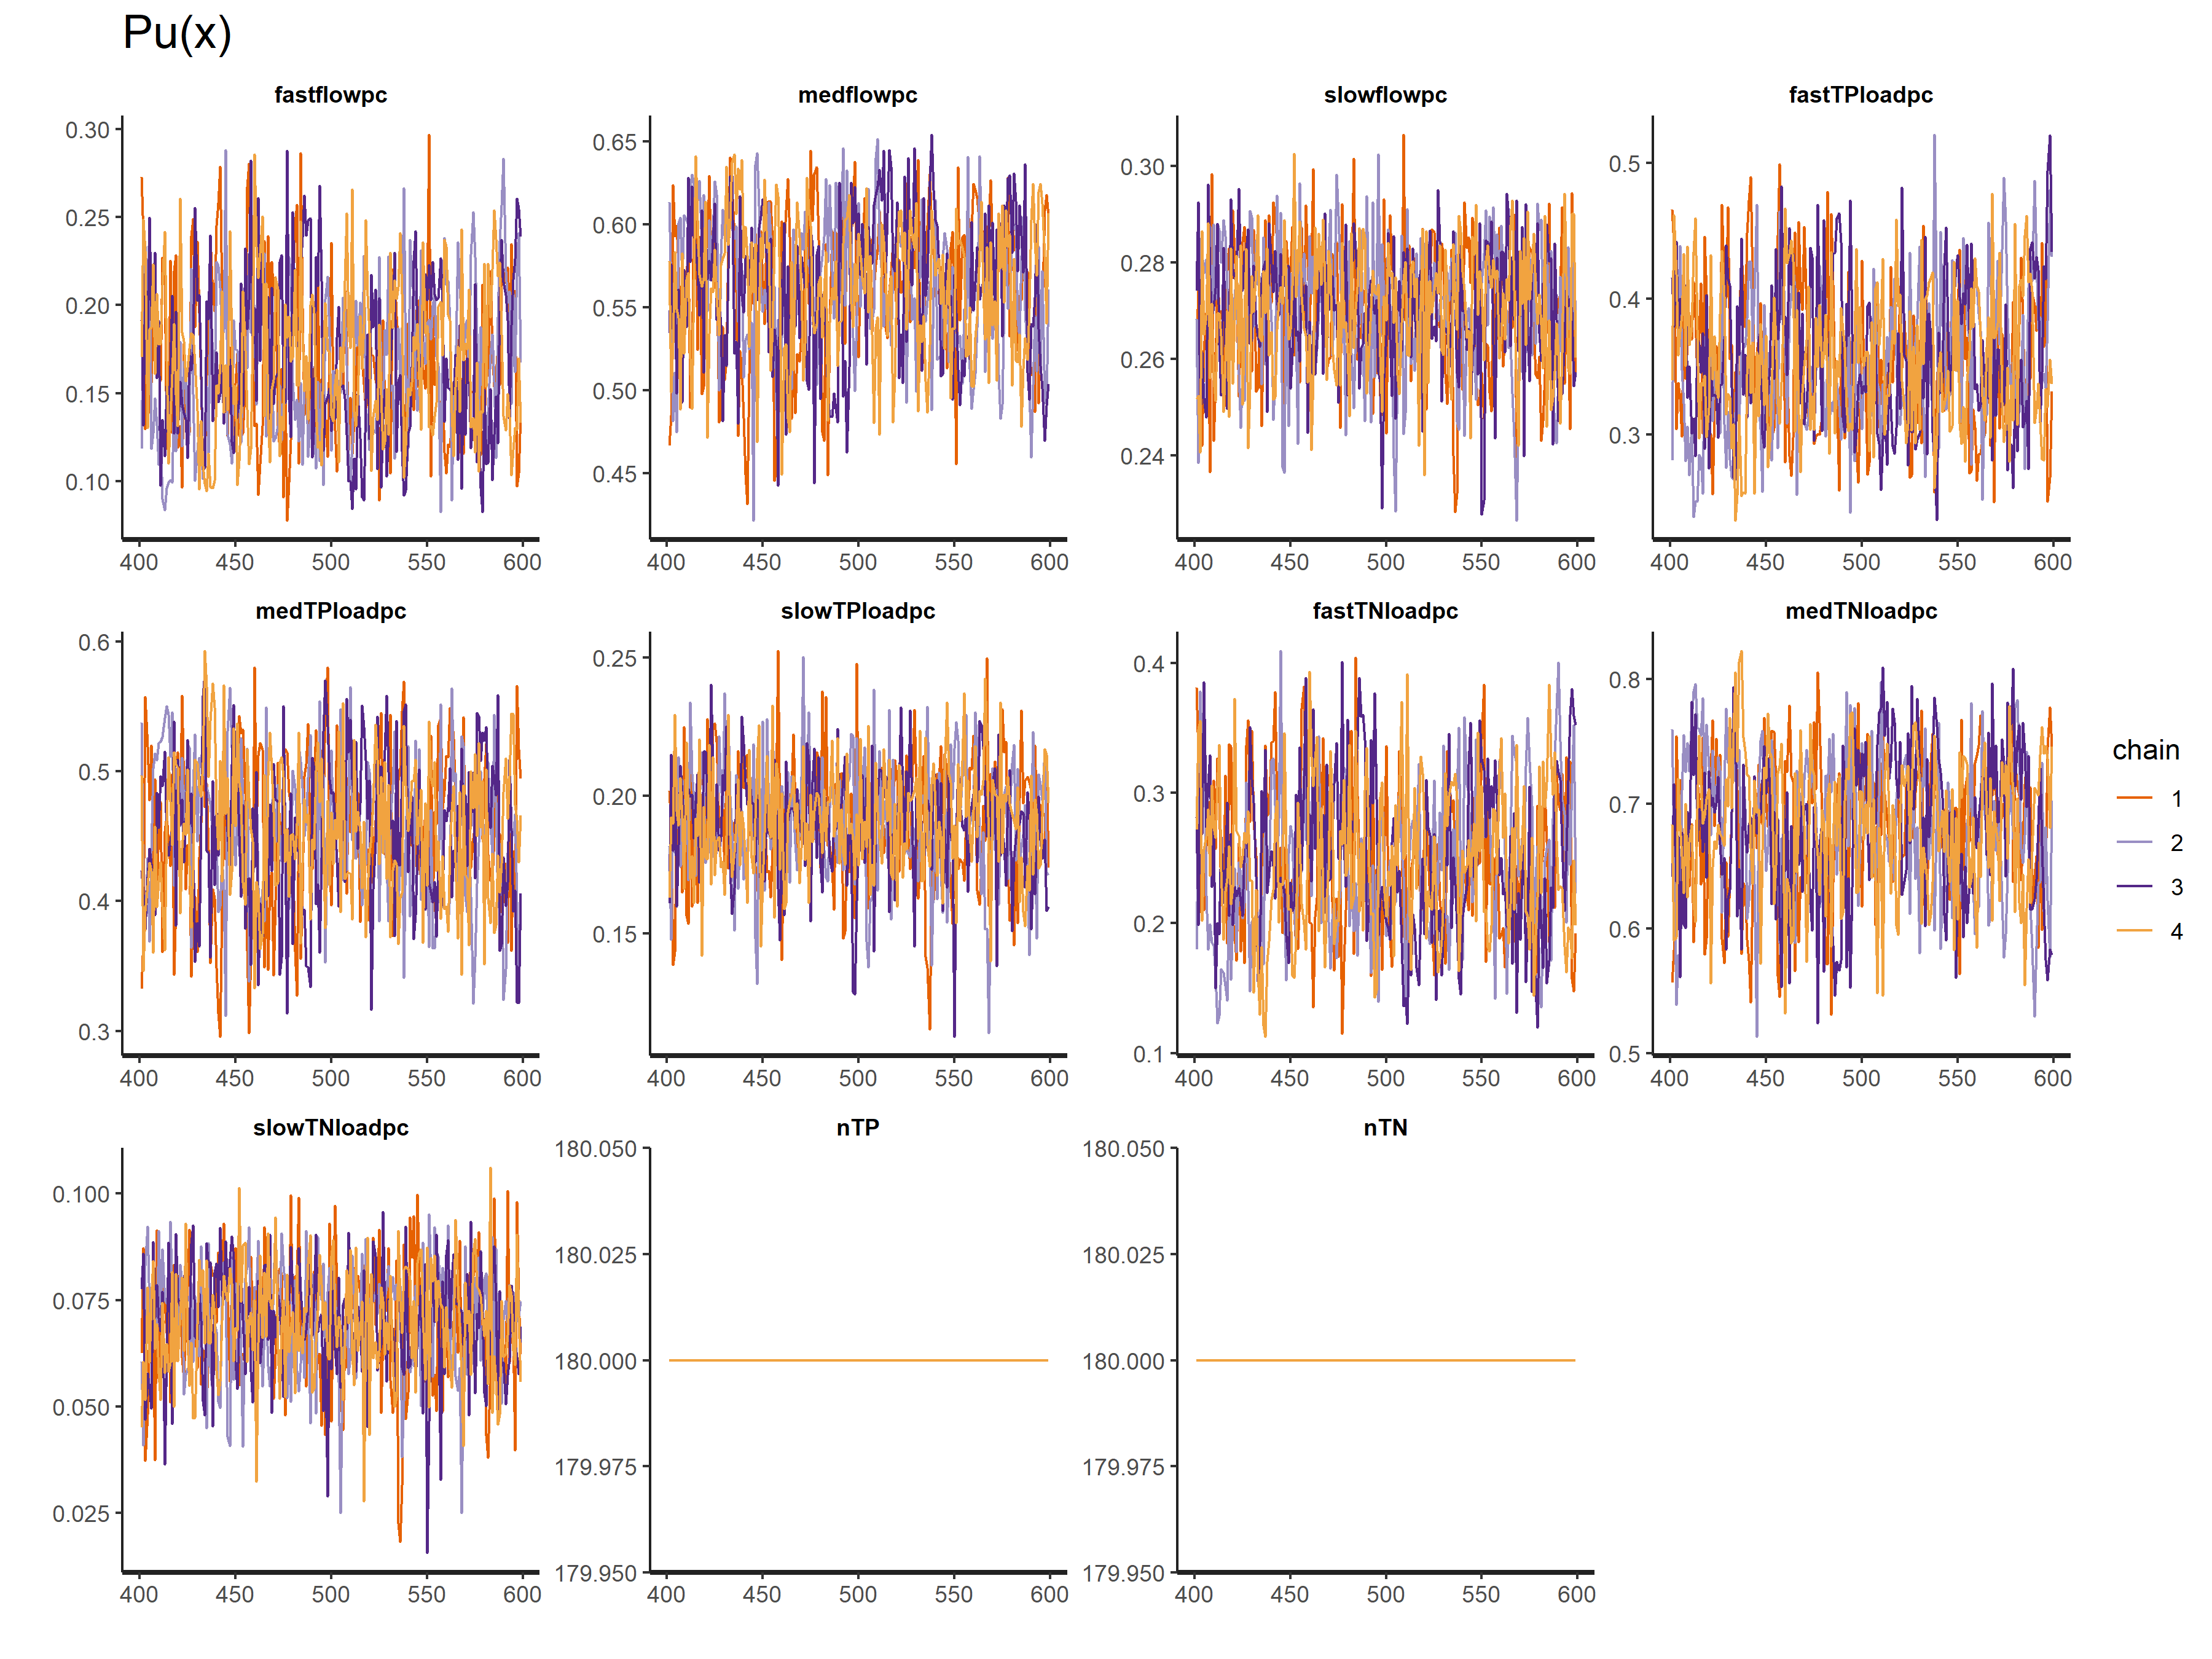 Pu(x)
fastflowpc medflowpc slowflowpc fastTPloadpc
0.30 0.65 0.30 0.5
0.25 0.60 0.28 0.4
0.20 0.55 0.26 0.3
0.15 0.50 0.24
0.10 0.45
400 450 500 550 600 400 450 500 550 600 400 450 500 550 600 400 450 500 550 600
medTPloadpc slowTPloadpc fastTNloadpc medTNloadpc
0.6 0.25 0.4 0.8
0.5 0.20 0.3 0.7
0.4 0.15 0.2 0.6
0.3 0.1 0.5
400 450 500 550 600 400 450 500 550 600 400 450 500 550 600 400 450 500 550 600
chain
1
2
3
4
slowTNloadpc nTP nTN
0.100 180.050 180.050
0.075 180.025 180.025
0.050 180.000 180.000
0.025 179.975 179.975
179.950 179.950
400 450 500 550 600 400 450 500 550 600 400 450 500 550 600